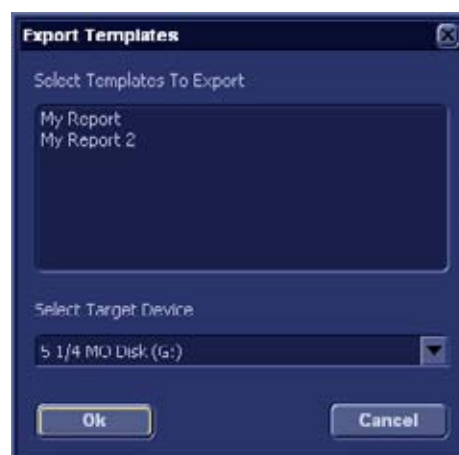 Export Templates
Select Templates To Export
My Report
My Report 2
Select Target Device
5 1/4 MO Disk (G:)
Ok
Cancel